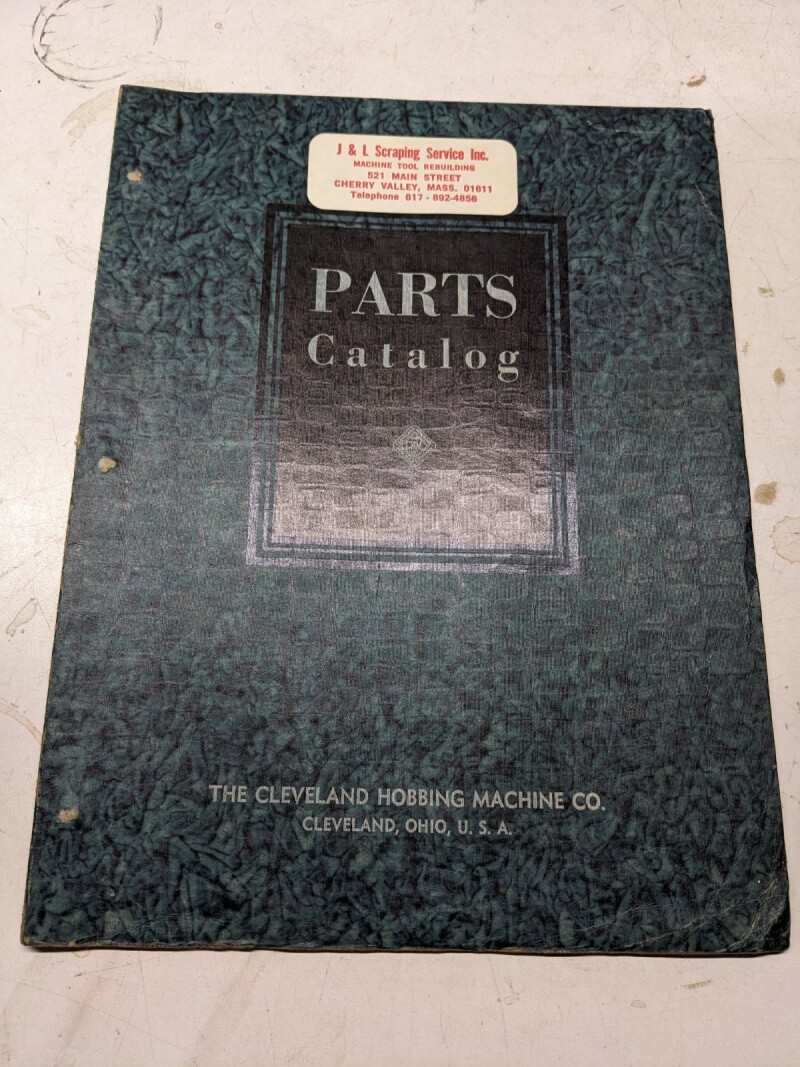 J & L Scraping Service Inc.
MACHINE TOOL REBUILDING
521 MAIN STREET
CHERRY VALLEY, MASS. 01611
Telephone 617 - 892-4856
PARTS
Catalog
THE CLEVELAND HOBBING MACHINE CO.
CLEVELAND, OHIO, U. S. A.